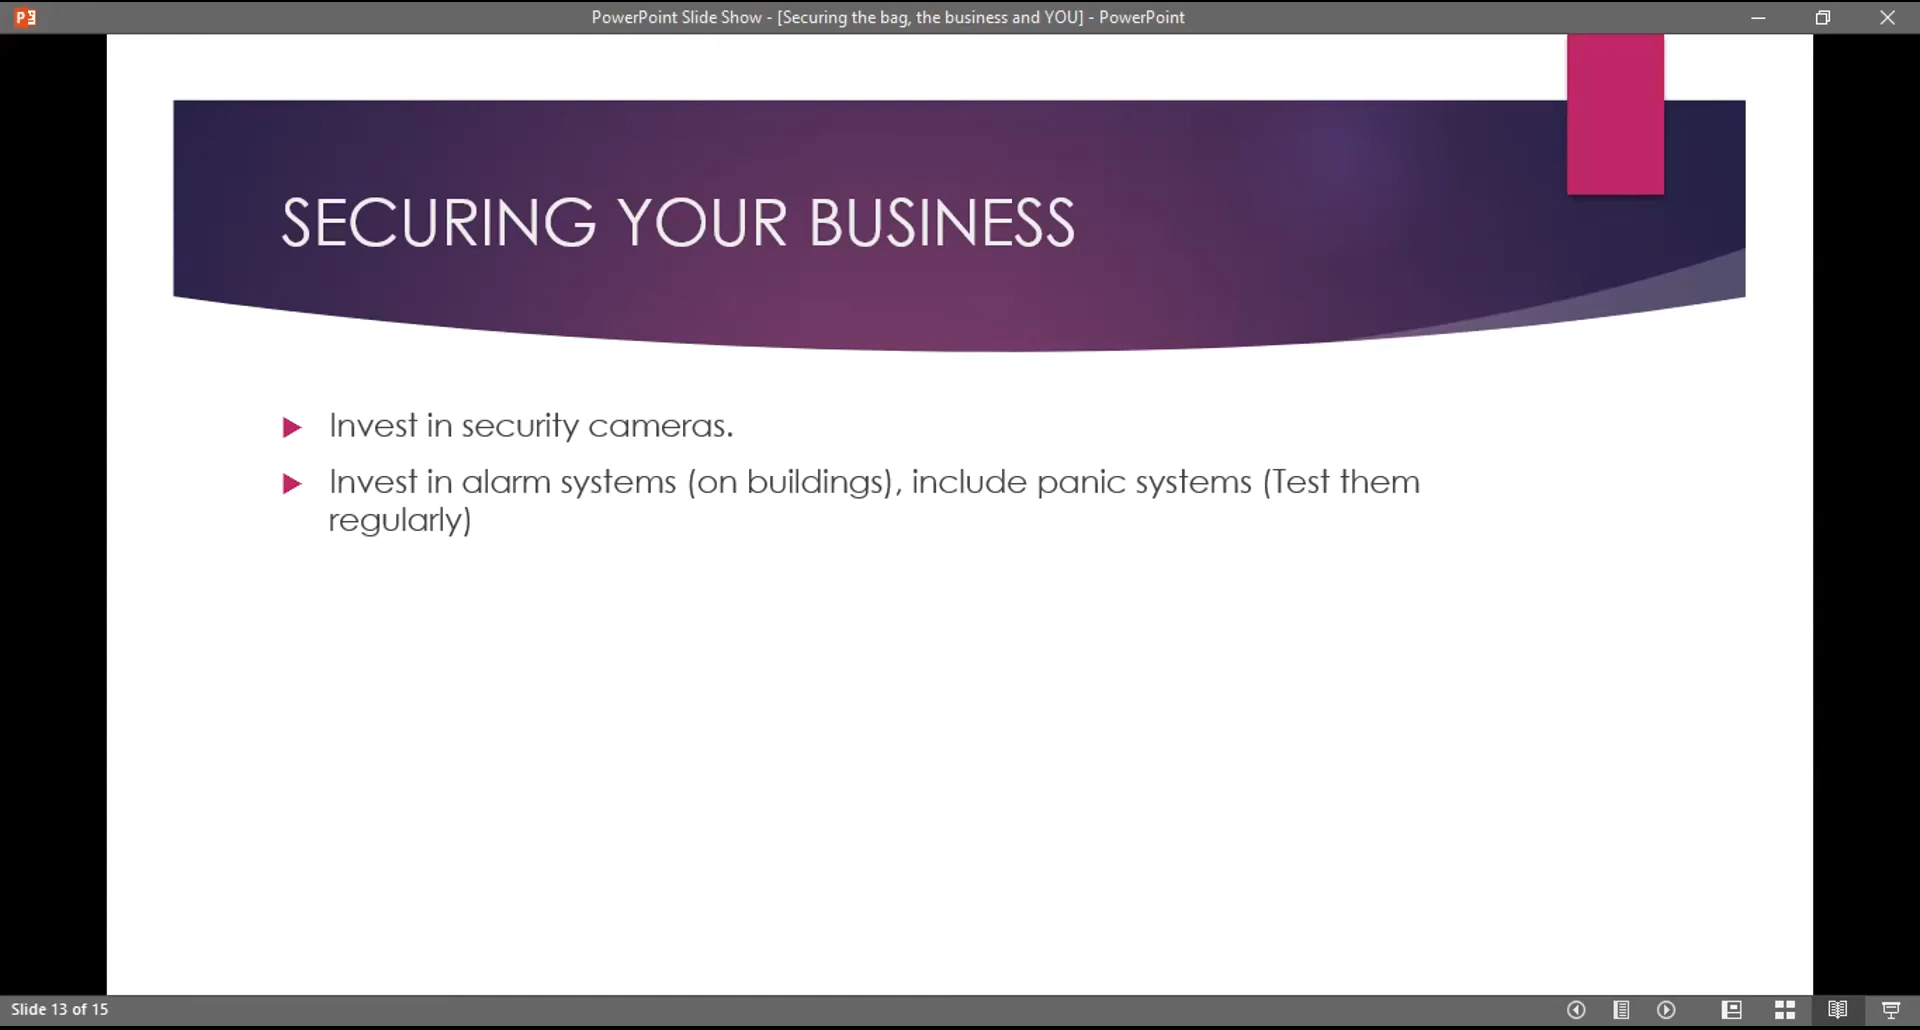 PowerPoint Slide Show - [Securing the bag, the business and YOU] - PowerPoint
SECURING YOUR BUSINESS
Invest in security cameras.
Invest in alarm systems (on buildings), include panic systems (Test them
regularly)
Slide 13 of 15